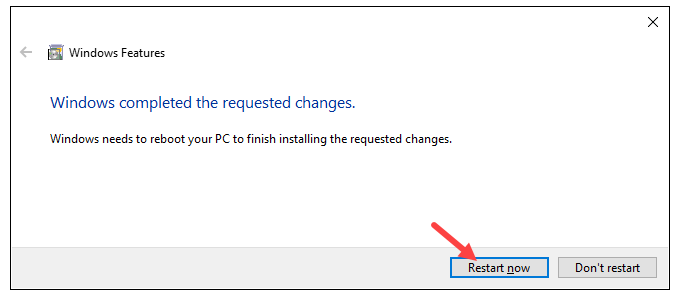 Windows Features
Windows completed the requested changes.
Windows needs to reboot your PC to finish installing the requested changes.
Restart now
Don't restart